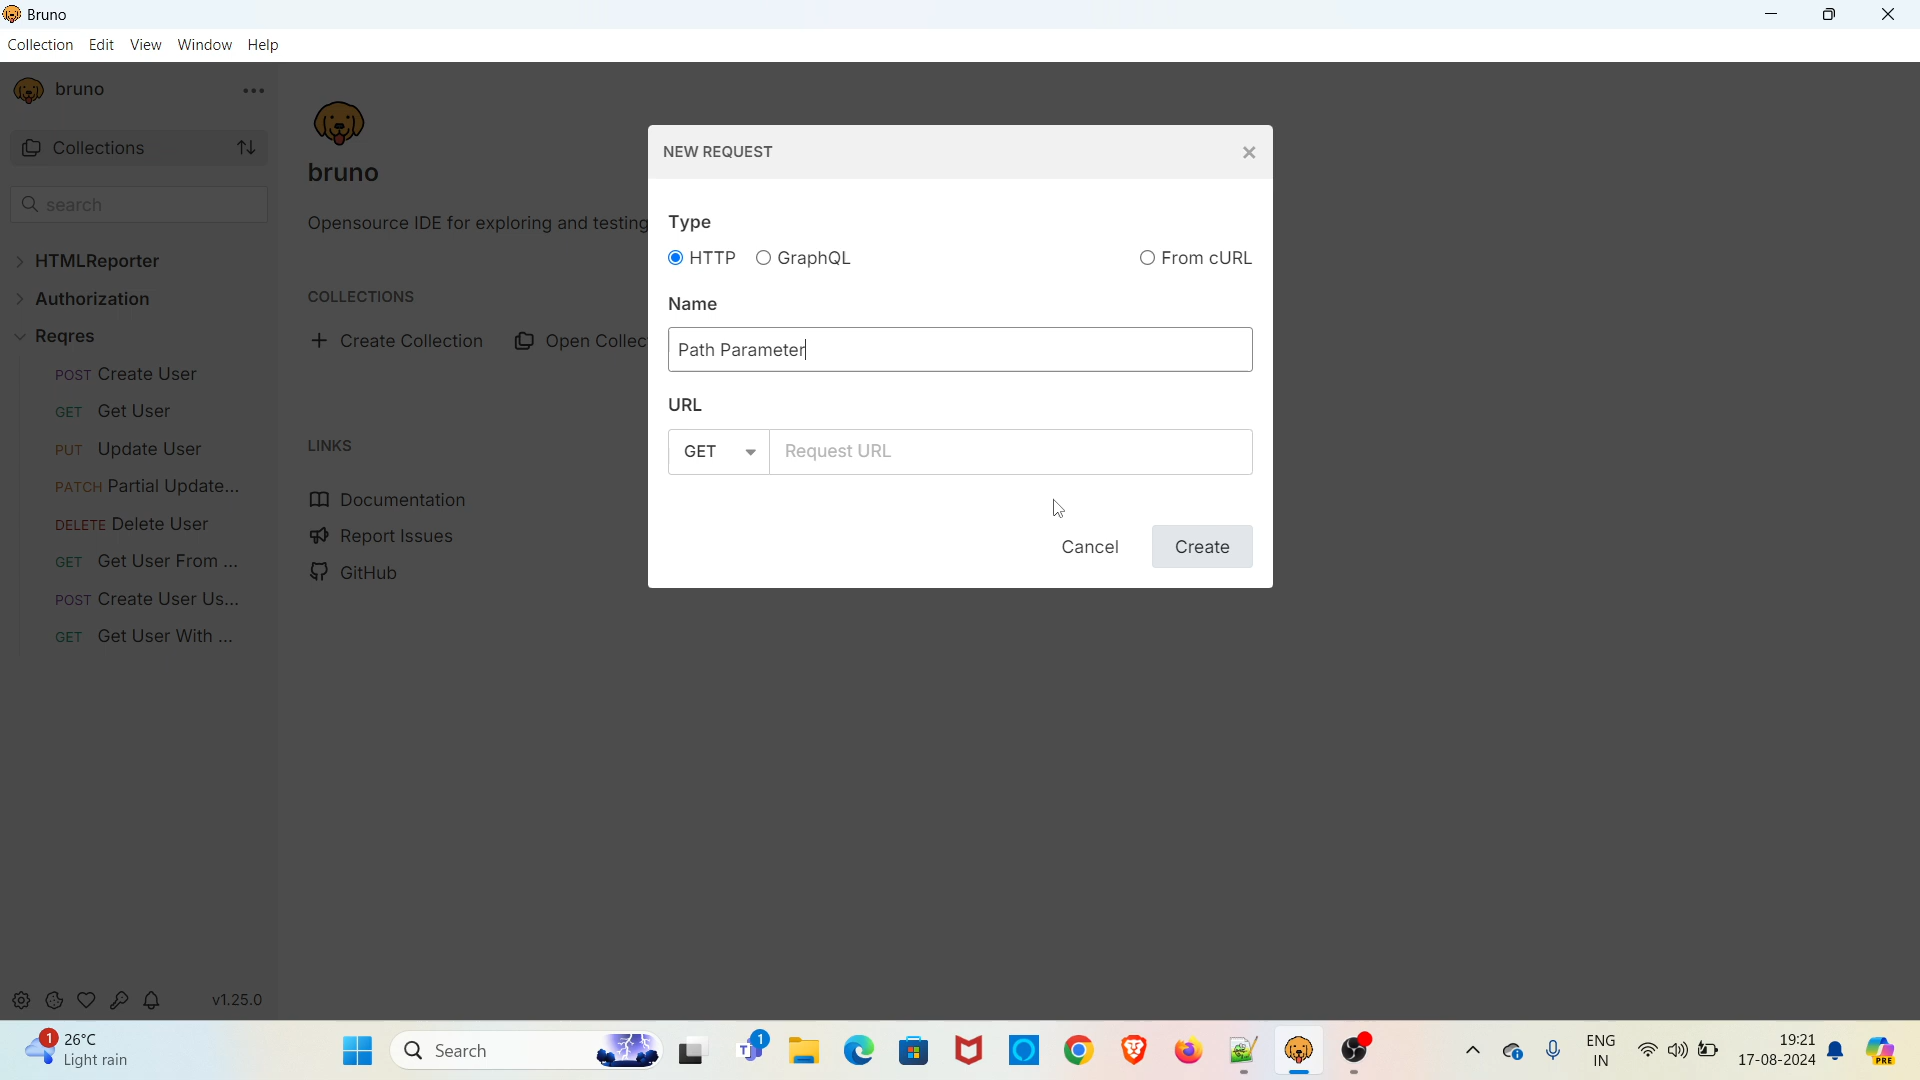 Bruno
Collection Edit View Window Help
bruno
Collections
search
HTMLReporter
Authorization
Reqres
POST Create User
GET Get User
PUT Update User
PATCH Partial Update...
DELETE Delete User
GET Get User From ...
POST Create User Us...
GET Get User With ...
v1.25.0
bruno
Opensource IDE for exploring and testing
COLLECTIONS
Create Collection Open Collec
LINKS
Documentation
Report Issues
GitHub
NEW REQUEST
Type
HTTP GraphQL From cURL
Name
Path Parameter
URL
GET Request URL
Cancel Create
1
26°C
Light rain
Search
1
ENG
IN
19:21
17-08-2024
PRE